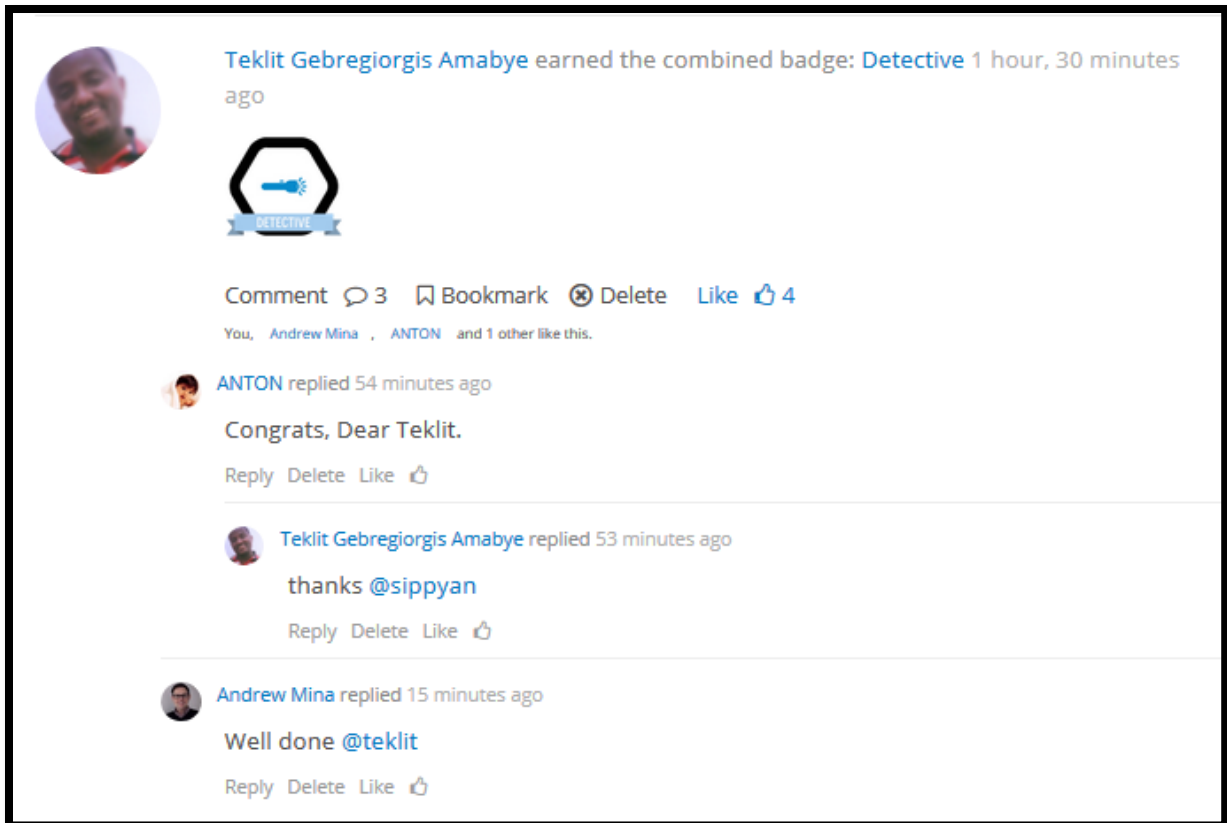 Teklit Gebregiorgis Amabye earned the combined badge: Detective 1 hour, 30 minutes
ago
DETECTIVE
Comment 3 Bookmark Delete Like 4
You, Andrew Mina , ANTON and 1 other like this.
ANTON replied 54 minutes ago
Congrats, Dear Teklit.
Reply Delete Like
Teklit Gebregiorgis Amabye replied 53 minutes ago
thanks @sippyan
Reply Delete Like
Andrew Mina replied 15 minutes ago
Well done @teklit
Reply Delete Like